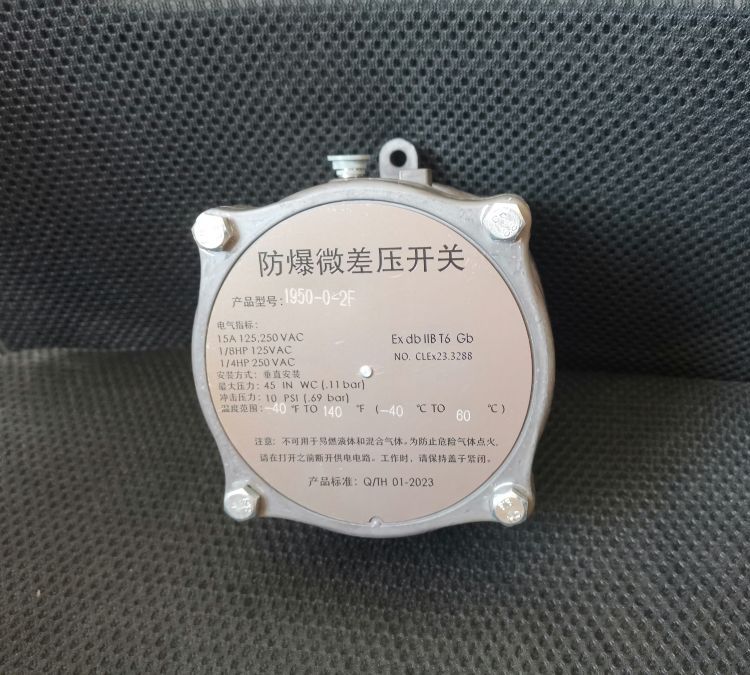 防爆微差压开关
产品型号: 1950-0-2F
电气指标:
15A 125,250 VAC
1/8HP 125VAC
1/4HP 250 VAC
Ex db IIB T6 Gb
NO. CLEx23.3288
安装方式: 垂直安装
最大压力: 45 IN WC (.11 bar)
冲击压力: 10 PSI (.69 bar)
温度范围: -40 °F TO 140 °F ( -40 ℃ TO 60 ℃ )
注意: 不可用于易燃液体和混合气体。为防止危险气体点火,
请在打开之前断开供电电路。工作时, 请保持盖子紧闭。
产品标准: Q/TH 01-2023